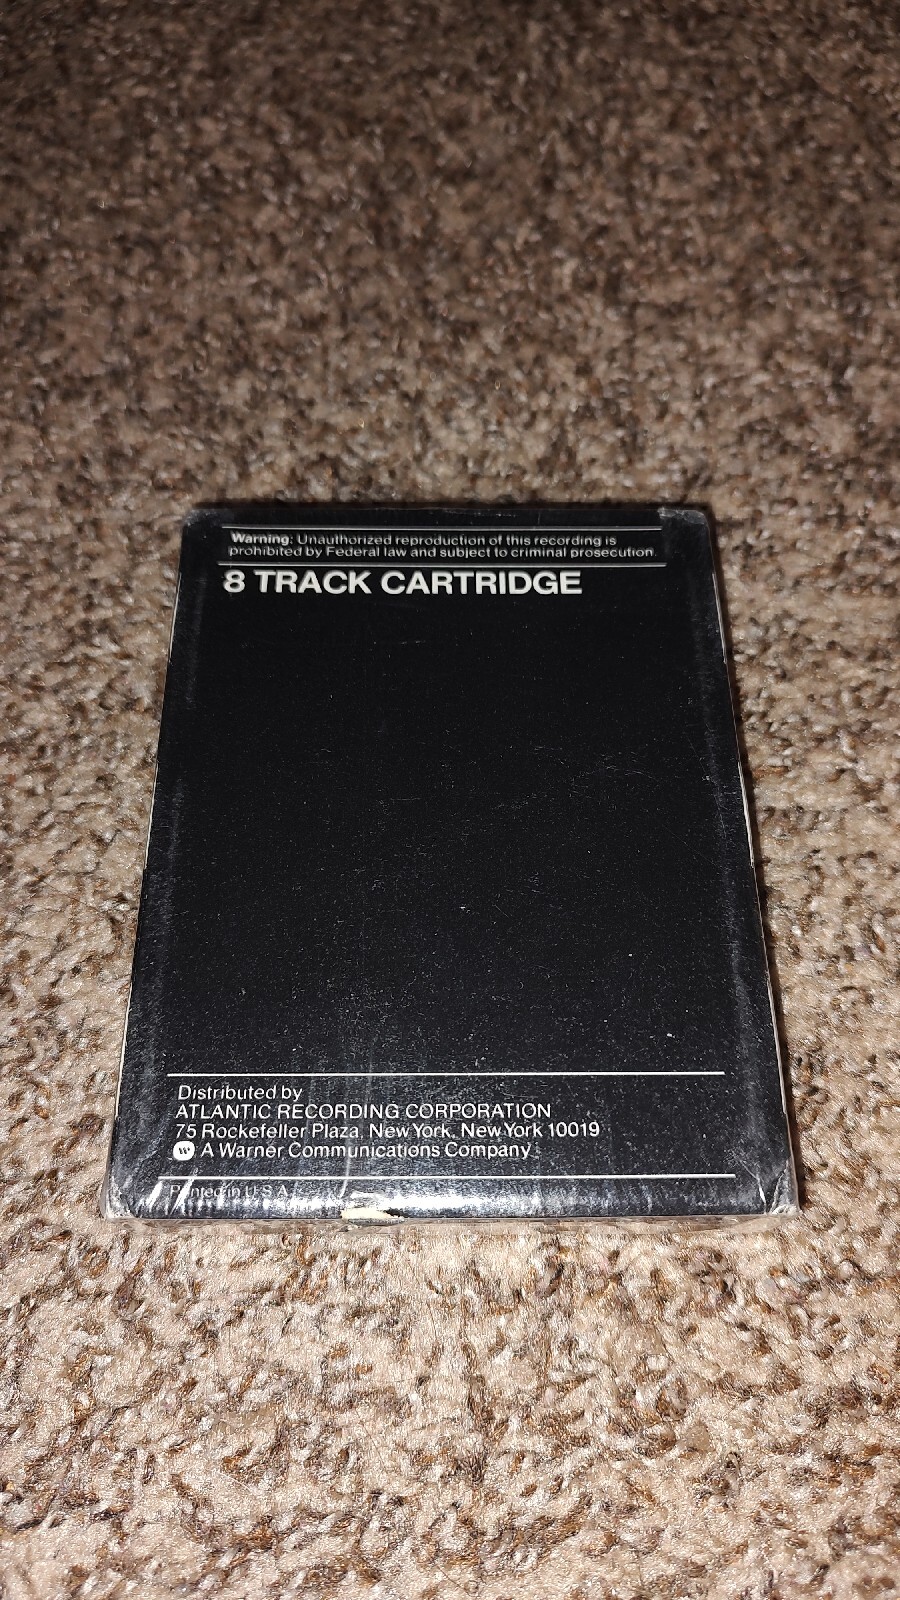 Warning: Unauthorized reproduction of this recording is
prohibited by Federal law and subject to criminal prosecution.
8 TRACK CARTRIDGE
Distributed by
ATLANTIC RECORDING CORPORATION
75 Rockefeller Plaza, New York, New York 10019
W A Warner Communications Company
Printed in U.S.A.